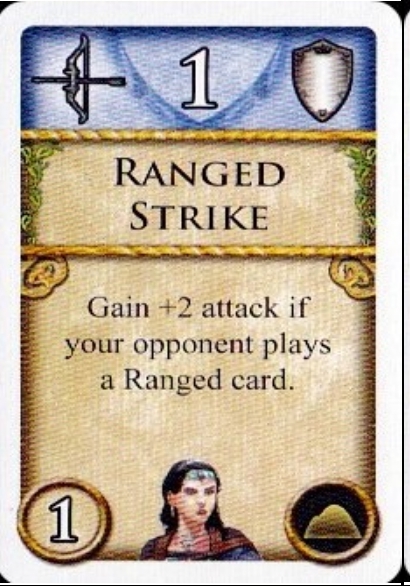 1
RANGED
STRIKE
Gain +2 attack if
your opponent plays
a Ranged card.
1